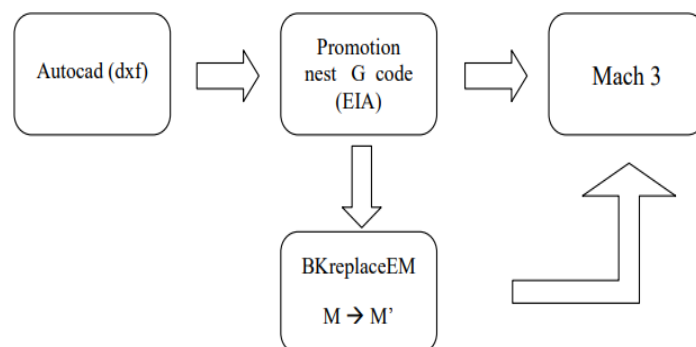 Autocad (dxf)
Promotion
nest G code
(EIA)
Mach 3
BKreplaceEM
M → M’